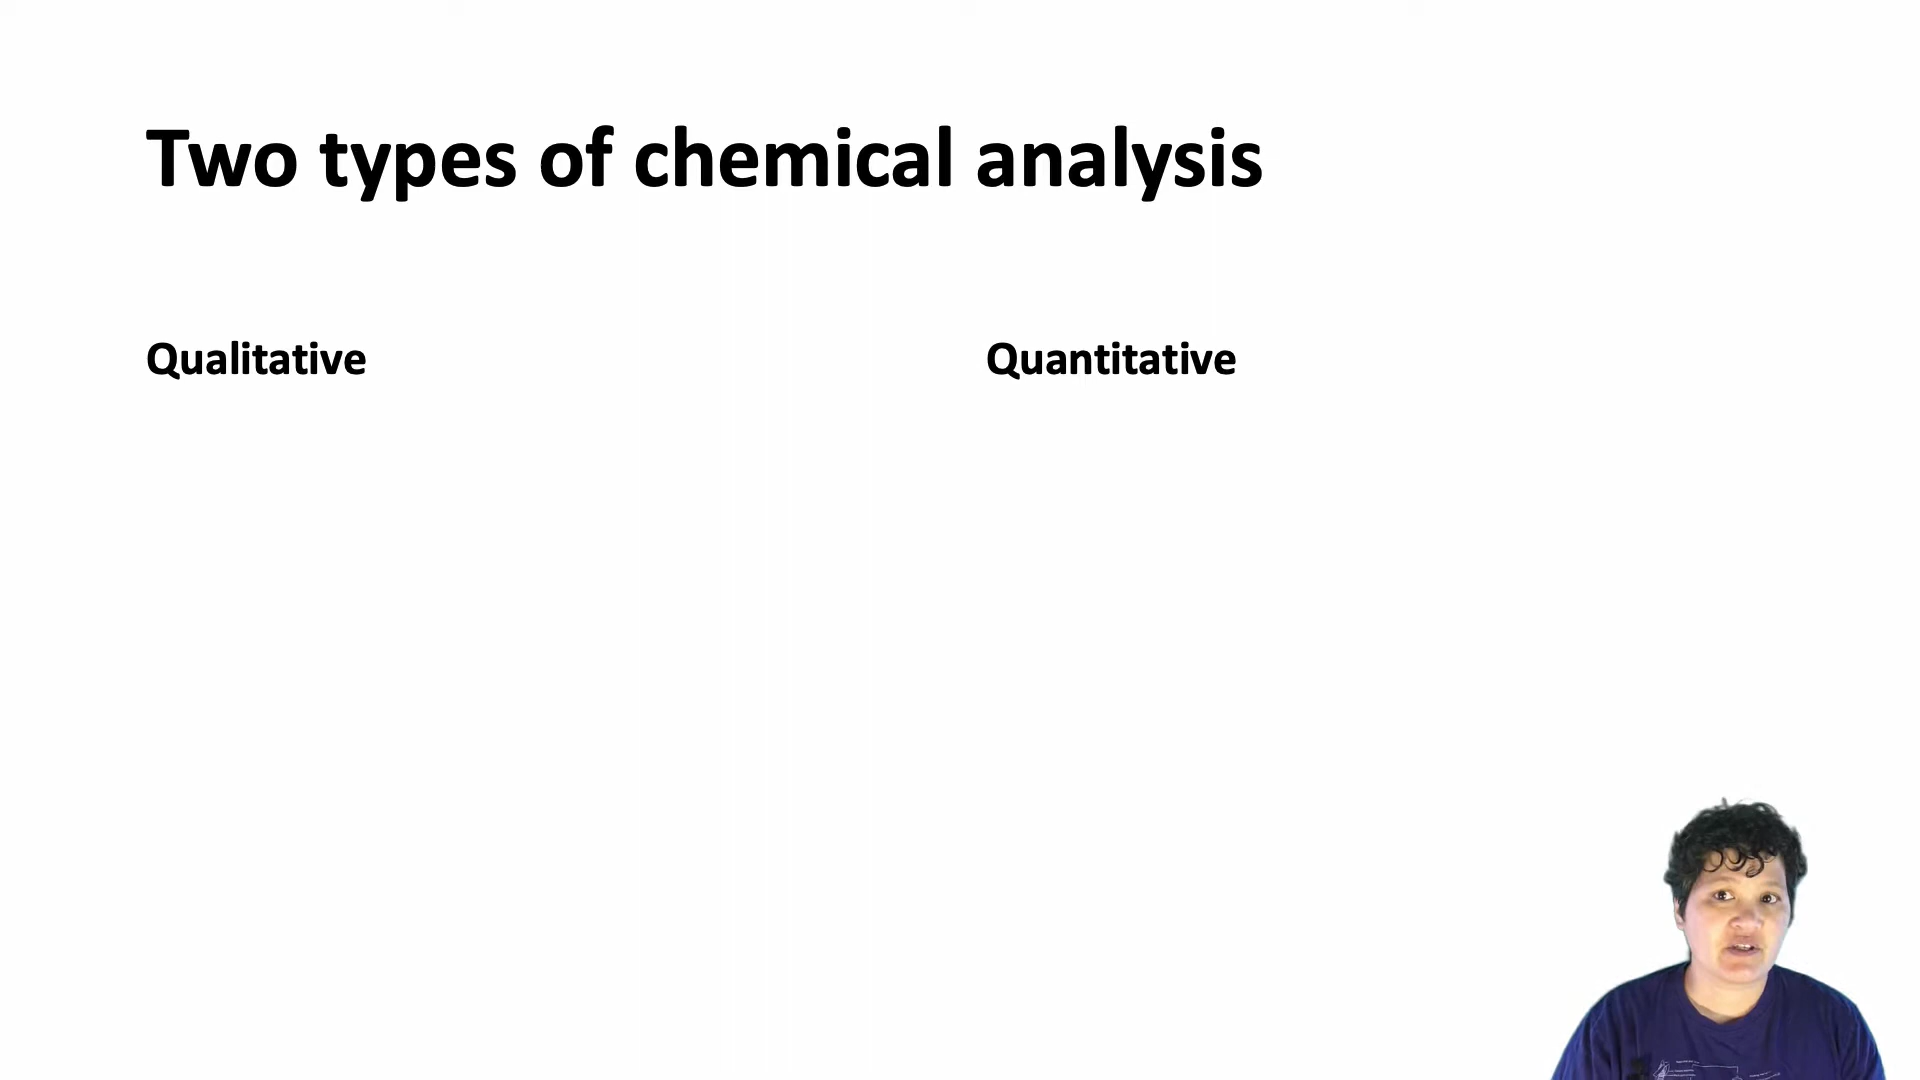 Two types of chemical analysis
Qualitative
Quantitative